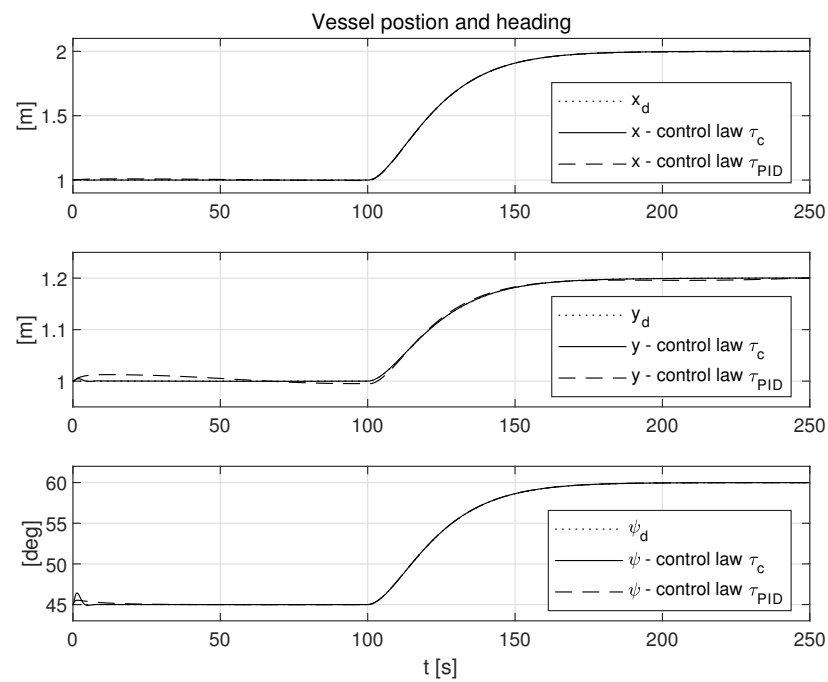 Vessel postion and heading
2
1.5
1
[m]
x_d
x - control law τ_c
x - control law τ_PID
0 50 100 150 200 250
1.2
1.1
1
[m]
y_d
y - control law τ_c
y - control law τ_PID
0 50 100 150 200 250
60
55
50
45
[deg]
ψ_d
ψ - control law τ_c
ψ - control law τ_PID
0 50 100 150 200 250
t [s]